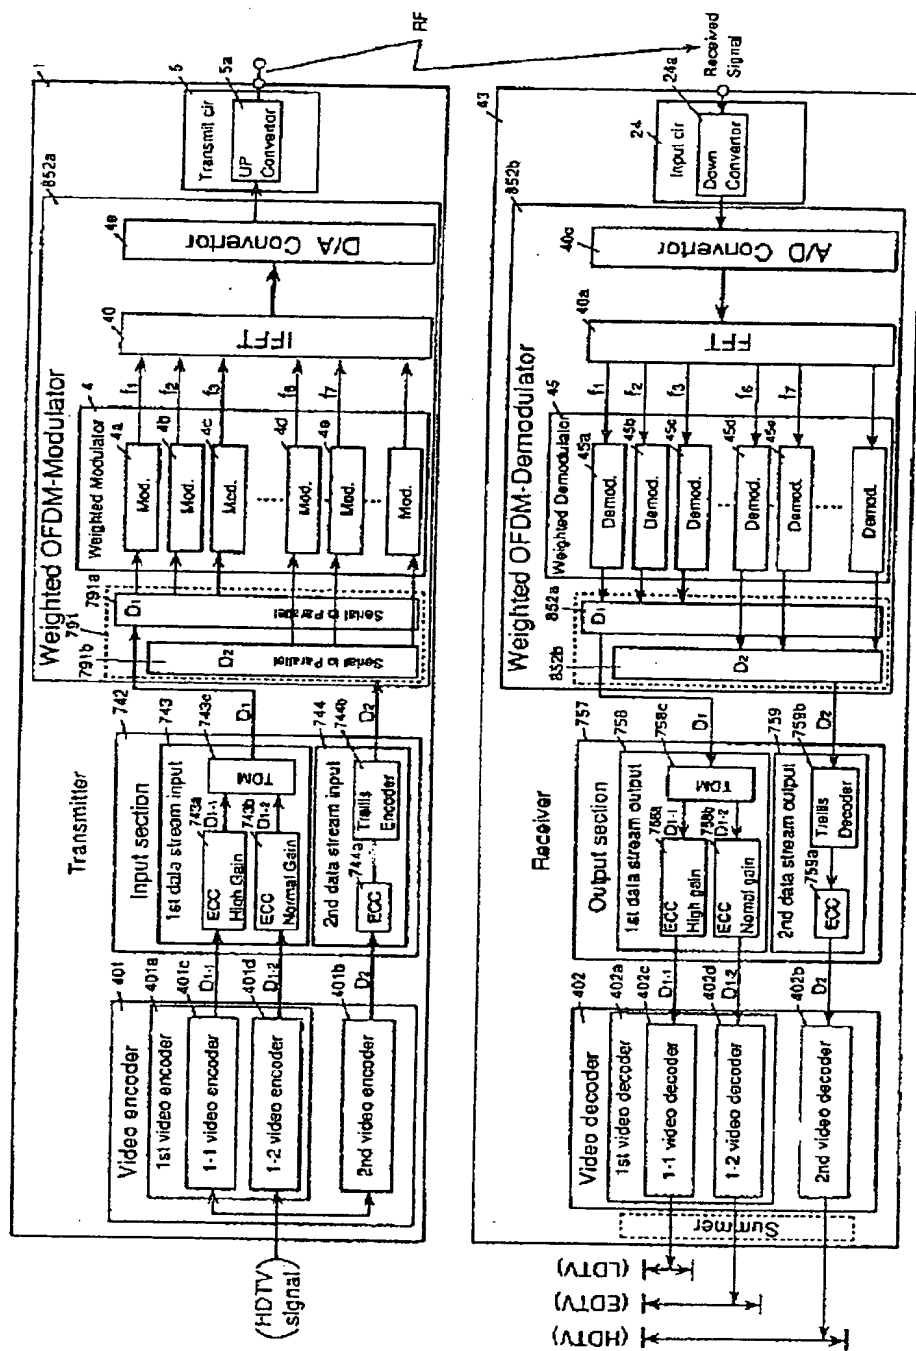 Transmitter
1
Video encoder
401
1st video encoder
401a
1-1 video encoder
401c
1-2 video encoder
401d
2nd video encoder
401b
(HDTV signal)
D1-1
D1-2
D2
Input section
742
1st data stream input
743
ECC
High Gain
743a
D1-1
ECC
Normal Gain
743b
D1-2
TDM
743c
D1
2nd data stream input
744
ECC
744a
Trellis
Encoder
744b
D2
Weighted OFDM-Modulator
852a
791
791a
D1
Serial to Parallel
791b
D2
Serial to Parallel
Weighted Modulator
4
Mod.
4a
f1
Mod.
4b
f2
Mod.
4c
f3
Mod.
4d
f6
Mod.
4e
f7
Mod.
IFFT
40
D/A Convertor
4e
Transmit cir
5
UP
Convertor
5a
RF
Receiver
43
Received
Signal
Input cir
24
Down
Convertor
24a
Weighted OFDM-Demodulator
852b
A/D Convertor
40c
FFT
40a
Weighted Demodulator
45
f1
Demod.
45a
f2
Demod.
45b
f3
Demod.
45c
f6
Demod.
45d
f7
Demod.
45e
Demod.
852a
D1
852b
D2
Output section
757
1st data stream output
758
D1
TDM
758c
D1-1
ECC
High gain
758a
D1-2
ECC
Normal gain
758b
2nd data stream output
759
D2
Trellis
Decoder
759b
ECC
759a
D1-1
D1-2
D2
Video decoder
402
1st video decoder
402a
1-1 video decoder
402c
1-2 video decoder
402d
2nd video decoder
402b
Summer
(LDTV)
(EDTV)
(HDTV)